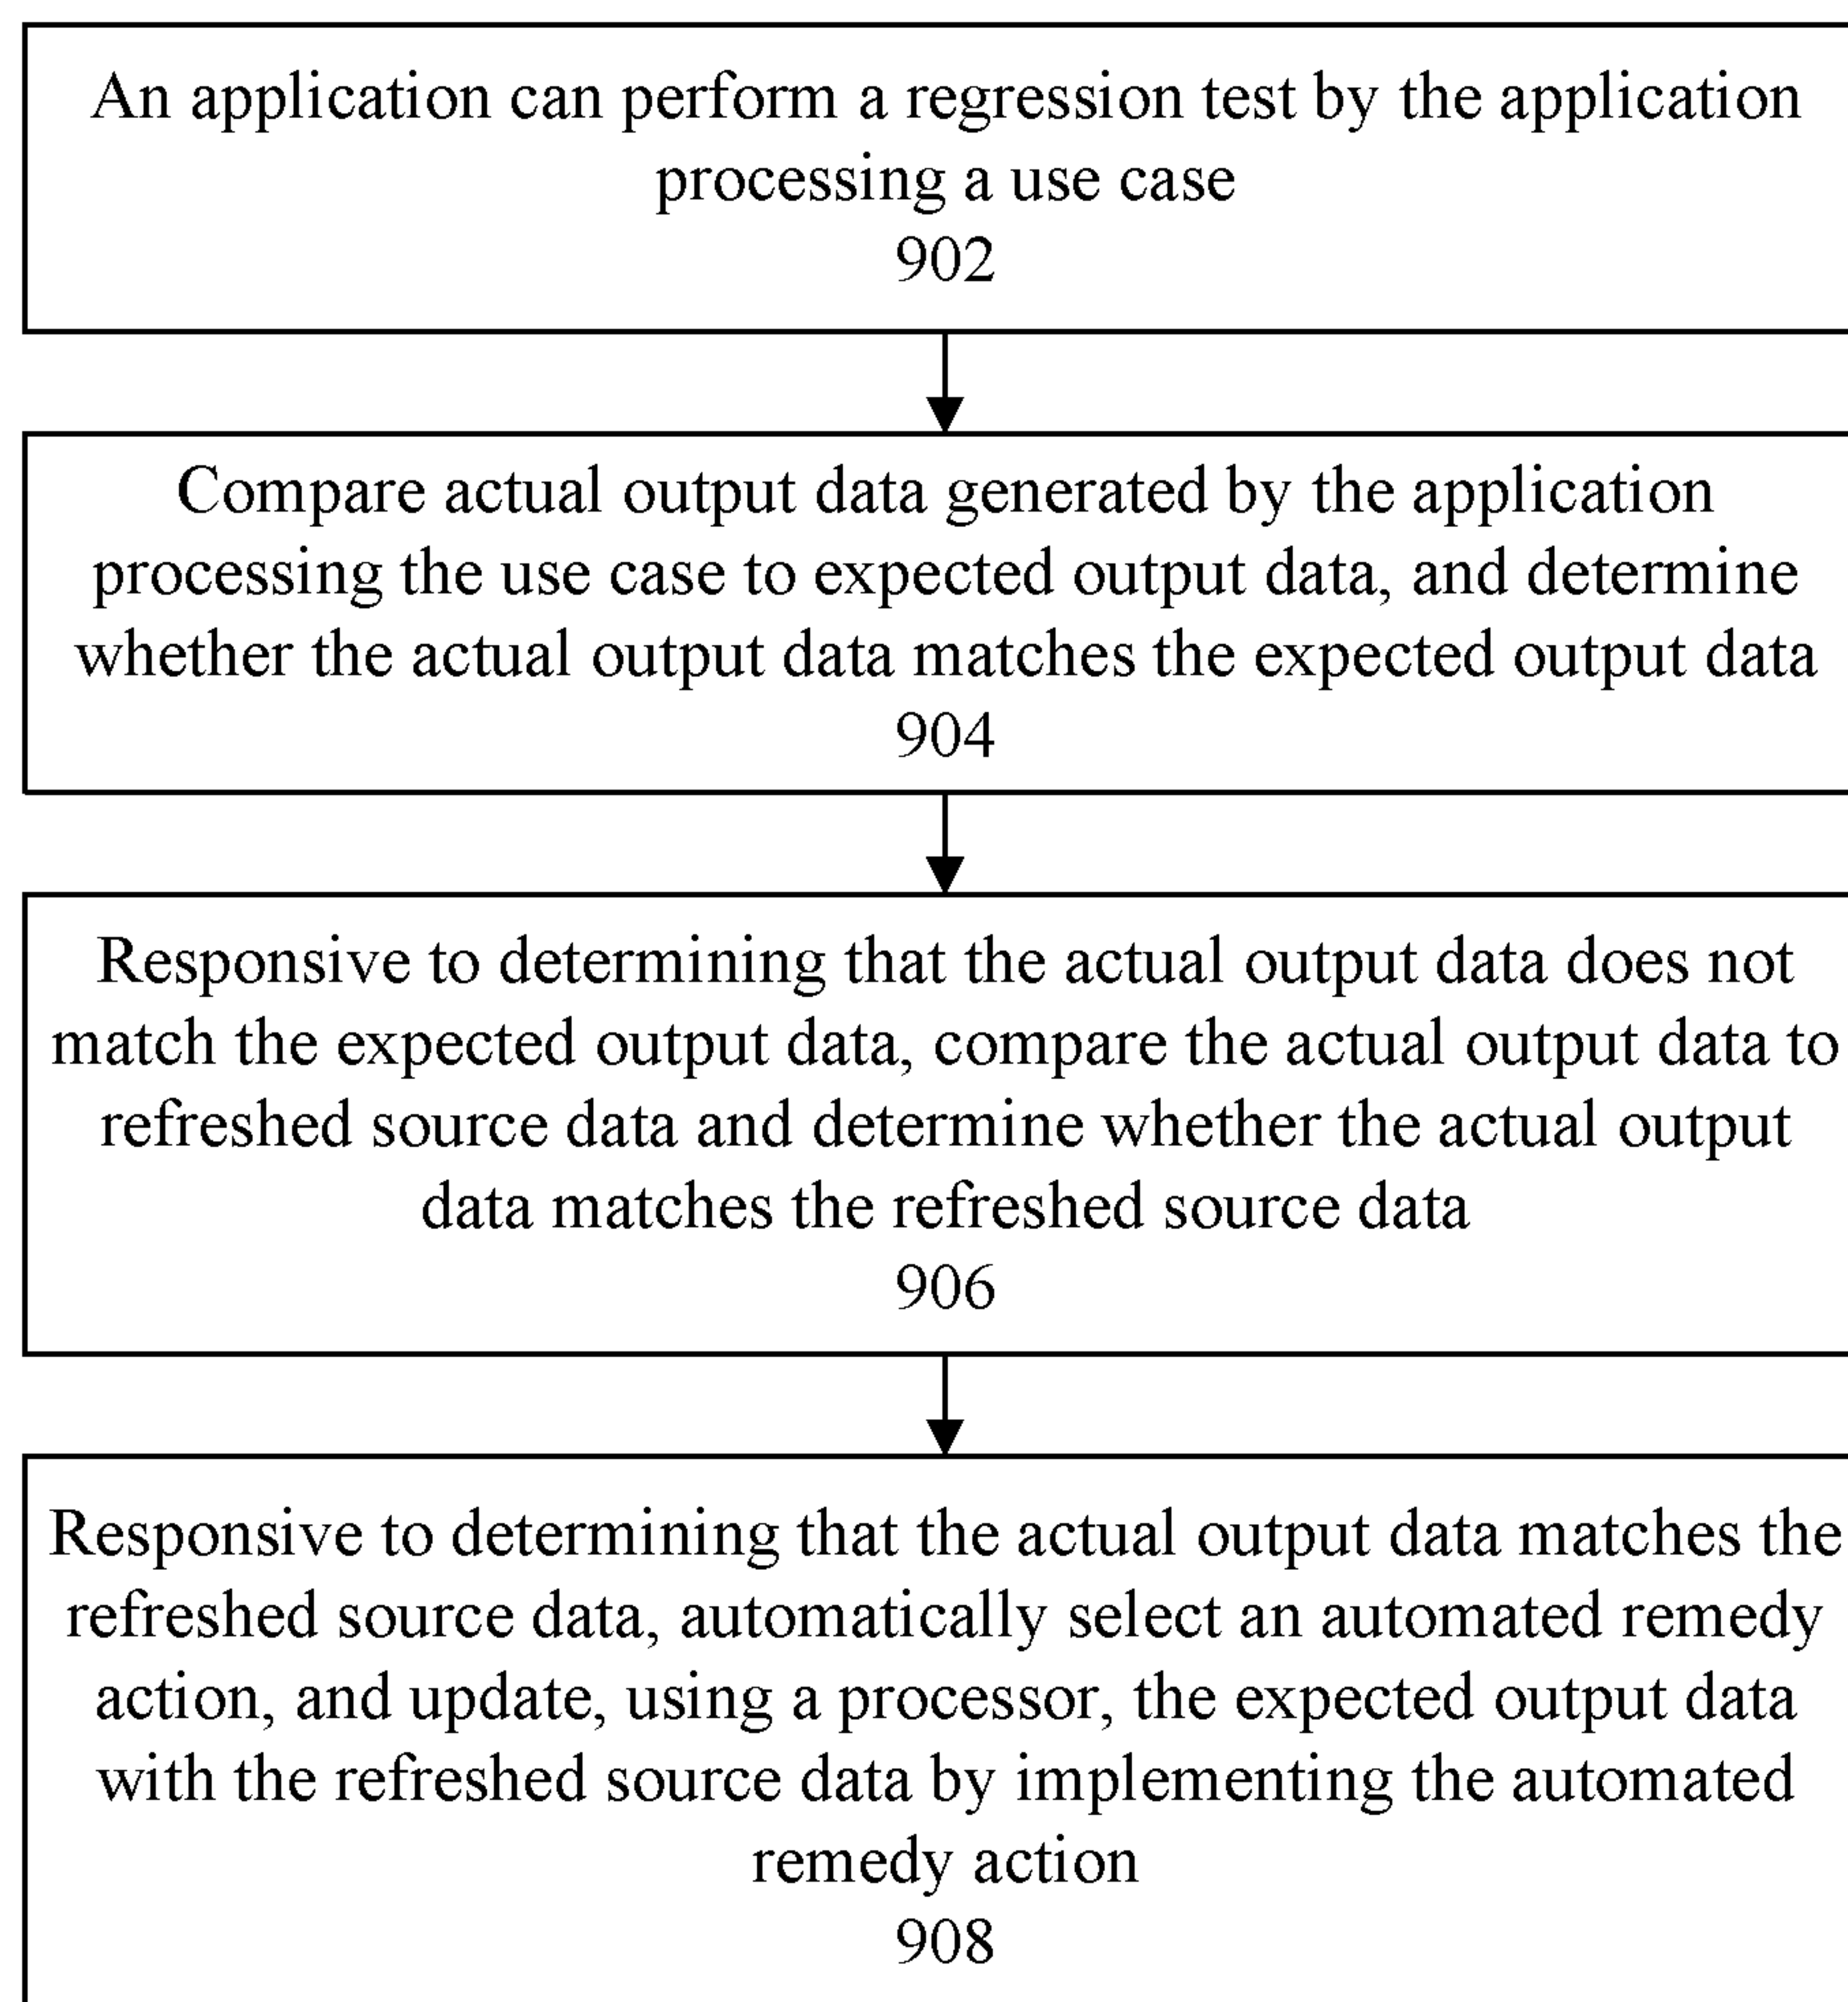 An application can perform a regression test by the application
processing a use case
902
Compare actual output data generated by the application
processing the use case to expected output data, and determine
whether the actual output data matches the expected output data
904
Responsive to determining that the actual output data does not
match the expected output data, compare the actual output data to
refreshed source data and determine whether the actual output
data matches the refreshed source data
906
Responsive to determining that the actual output data matches the
refreshed source data, automatically select an automated remedy
action, and update, using a processor, the expected output data
with the refreshed source data by implementing the automated
remedy action
908